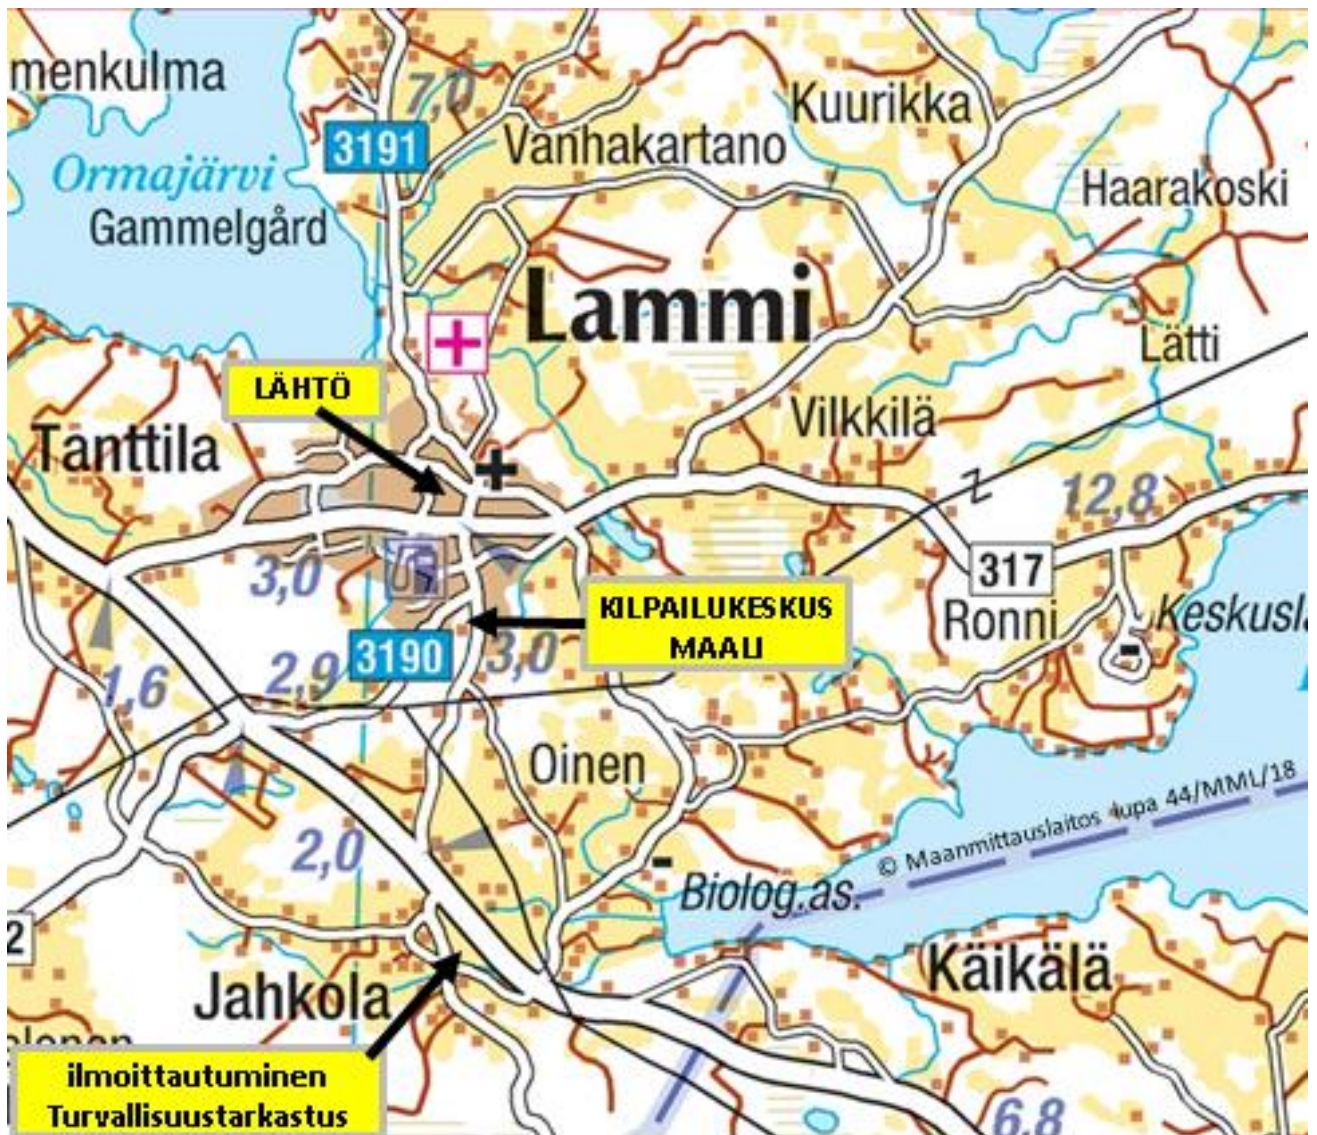 menkulma
7,0
Kuurikka
3191
Vanhakartano
Ormajärvi
Gammelgård
Haarakoski
Lammi
Lätti
LÄHTÖ
Vilkkilä
Tanttila
12,8
3,0
317
KILPAILUKESKUS
MAALI
Ronni
Keskusla
3190
3,0
2,9
1,6
Oinen
© Maanmittauslaitos lupa 44/MML/18
2,0
Biolog.as.
2
Käikälä
Jahkola
ilmoittautuminen
Turvallisuustarkastus
6,8